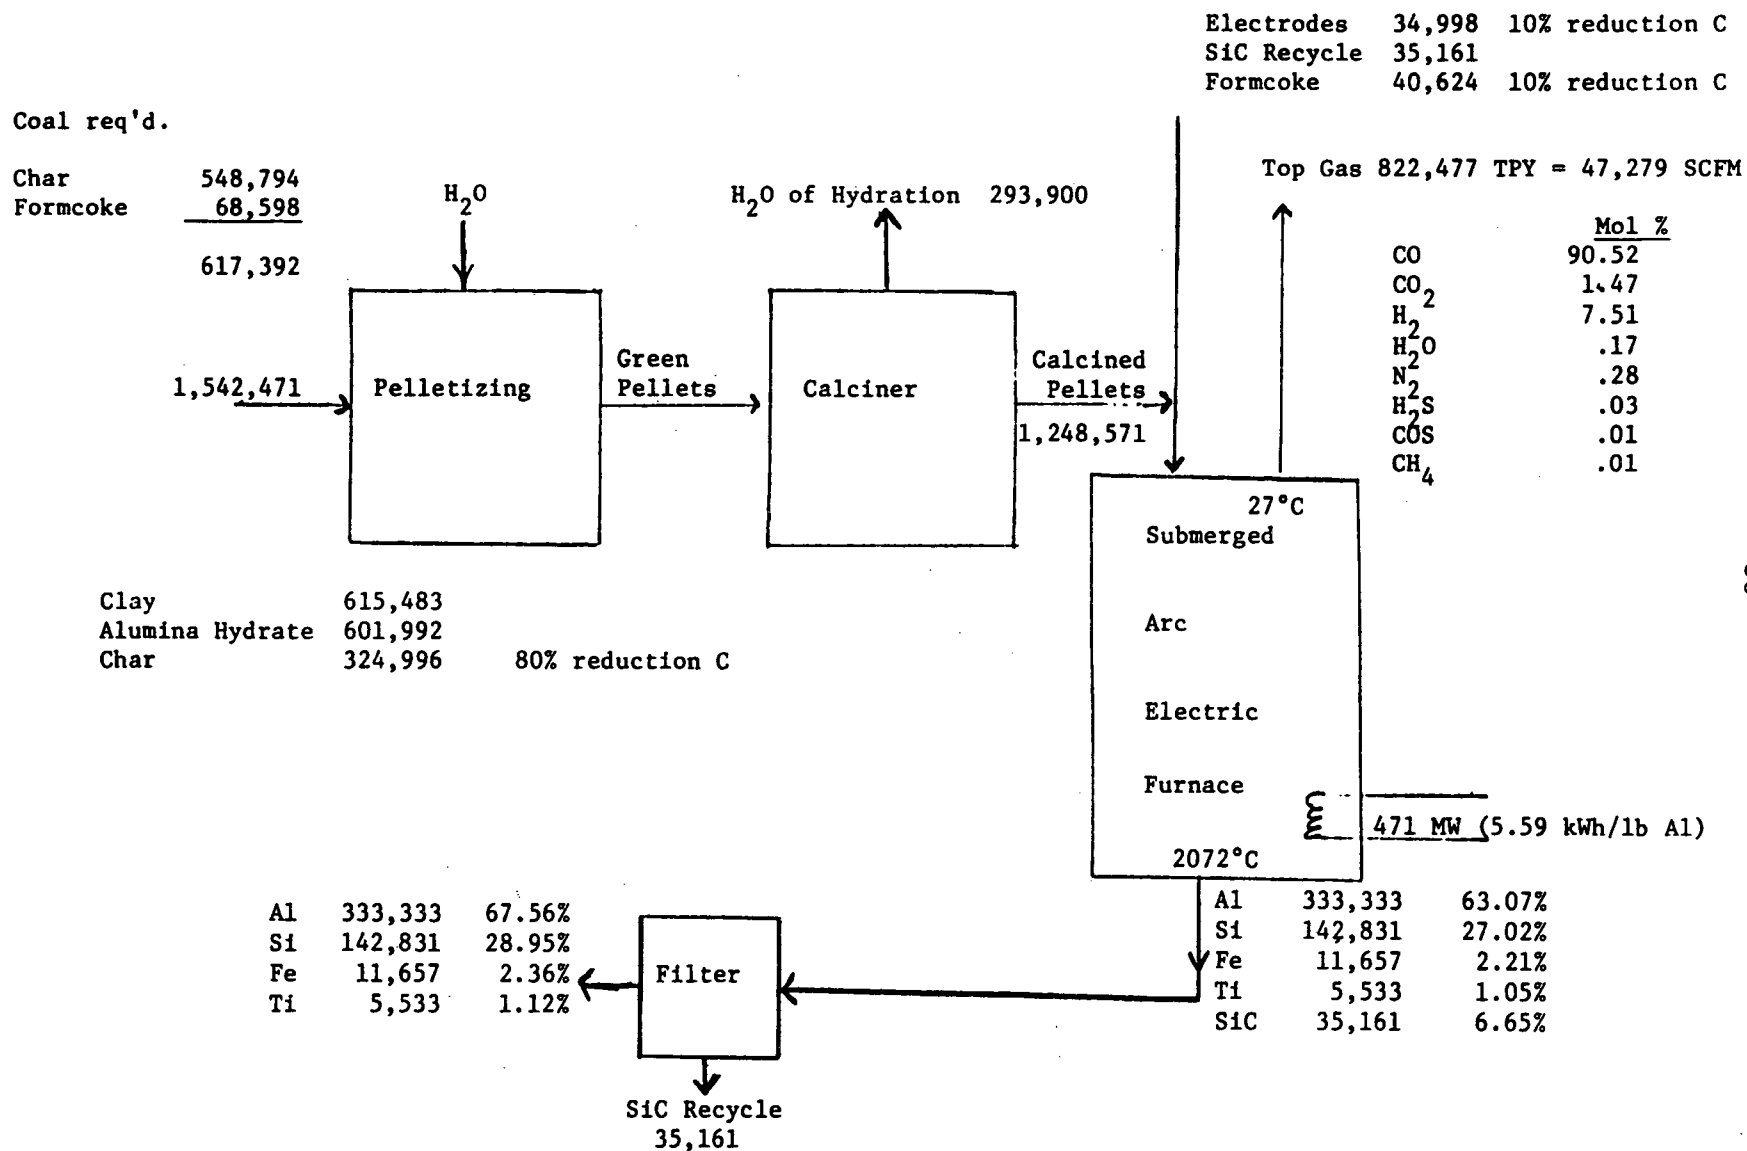 Electrodes 34,998 10% reduction C
SiC Recycle 35,161
Formcoke 40,624 10% reduction C
Coal req'd.
Char 548,794
Formcoke 68,598
617,392
H2O
H2O of Hydration 293,900
Top Gas 822,477 TPY = 47,279 SCFM
Mol %
CO 90.52
CO2 1.47
H2 7.51
H2O .17
N2 .28
H2S .03
COS .01
CH4 .01
1,542,471
Pelletizing
Green
Pellets
Calciner
Calcined
Pellets
1,248,571
27°C
Submerged
Arc
Electric
Furnace
2072°C
471 MW (5.59 kWh/lb Al)
Clay 615,483
Alumina Hydrate 601,992
Char 324,996 80% reduction C
Al 333,333 63.07%
Si 142,831 27.02%
Fe 11,657 2.21%
Ti 5,533 1.05%
SiC 35,161 6.65%
Filter
Al 333,333 67.56%
Si 142,831 28.95%
Fe 11,657 2.36%
Ti 5,533 1.12%
SiC Recycle
35,161